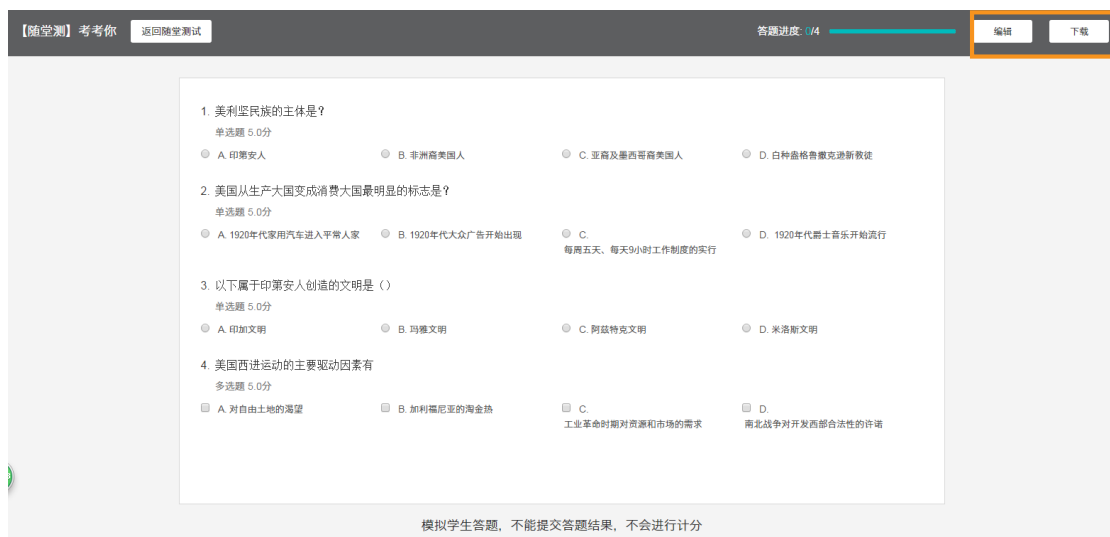 【随堂测】考考你 返回随堂测试 答题进度: 0/4 编辑 下载
1. 美利坚民族的主体是？
单选题 5.0分
A. 印第安人 B. 非洲裔美国人 C. 亚裔及墨西哥裔美国人 D. 白种盎格鲁撒克逊新教徒
2. 美国从生产大国变成消费大国最明显的标志是？
单选题 5.0分
A. 1920年代家用汽车进入平常人家 B. 1920年代大众广告开始出现 C. D. 1920年代爵士音乐开始流行
每周五天、每天9小时工作制度的实行
3. 以下属于印第安人创造的文明是（）
单选题 5.0分
A. 印加文明 B. 玛雅文明 C. 阿兹特克文明 D. 米洛斯文明
4. 美国西进运动的主要驱动因素有
多选题 5.0分
A. 对自由土地的渴望 B. 加利福尼亚的淘金热 C. D.
工业革命时期对资源和市场的需求 南北战争对开发西部合法性的许诺
模拟学生答题，不能提交答题结果，不会进行计分